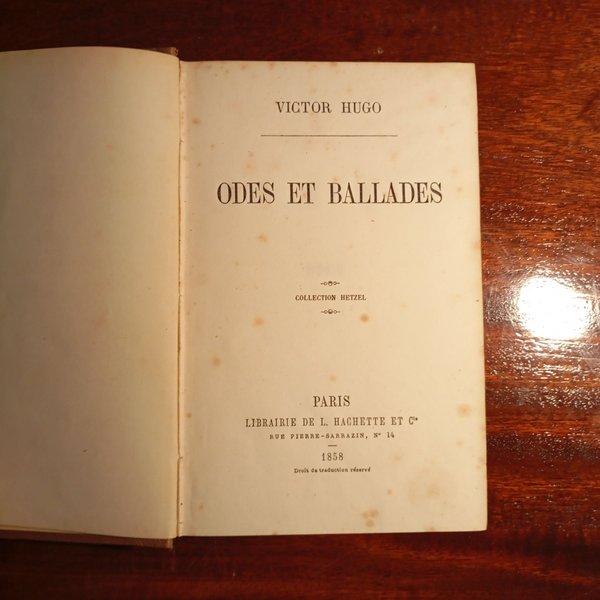 VICTOR HUGO
ODES ET BALLADES
COLLECTION HETZEL
PARIS
LIBRAIRIE DE L. HACHETTE ET Cie
RUE PIERRE-SARRAZIN, Nº 14
1858
Droit de traduction réservé